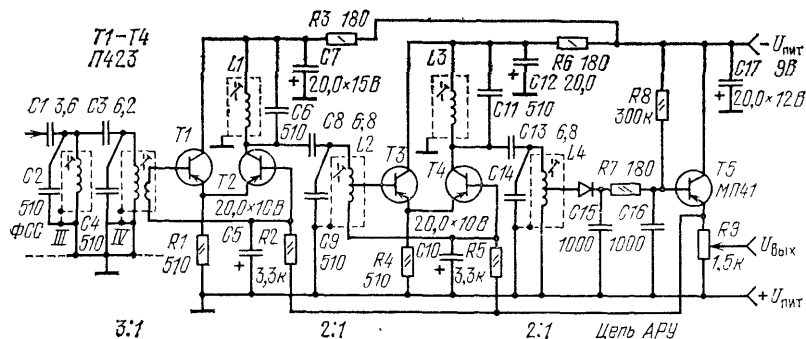 T1-T4
П423
R3 180
C7
20,0×15В
L1
C6
510
L3
R6 180
C12
20,0
C11
510
− Uпит
9В
C17
20,0×12В
R8
300к
C1 3,6
C3 6,2
T1
T2
C8 6,8
L2
T3
T4
C13 6,8
L4
C14
R7 180
T5
МП41
C2
510
ФСС
III
C4
510
IV
R1
510
20,0×10В
C5
R2
3,3к
C9
510
R4
510
20,0×10В
C10
R5
3,3к
510
C15
1000
C16
1000
R9
1,5к
Uвых
+ Uпит
3:1
2:1
2:1
Цепь АРУ